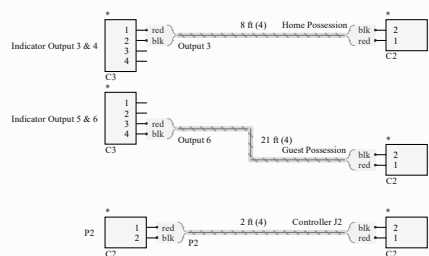 *
*
8 ft (4)
Home Possession
1
red
blk
2
Indicator Output 3 & 4
2
blk
Output 3
red
1
3
4
C2
C3
*
1
2
Indicator Output 5 & 6
3
red
21 ft (4)
*
4
blk
Output 6
Guest Possession
blk
2
C3
red
1
C2
*
*
2 ft (4)
Controller J2
P2
1
red
blk
2
2
blk
P2
red
1
C2
C2